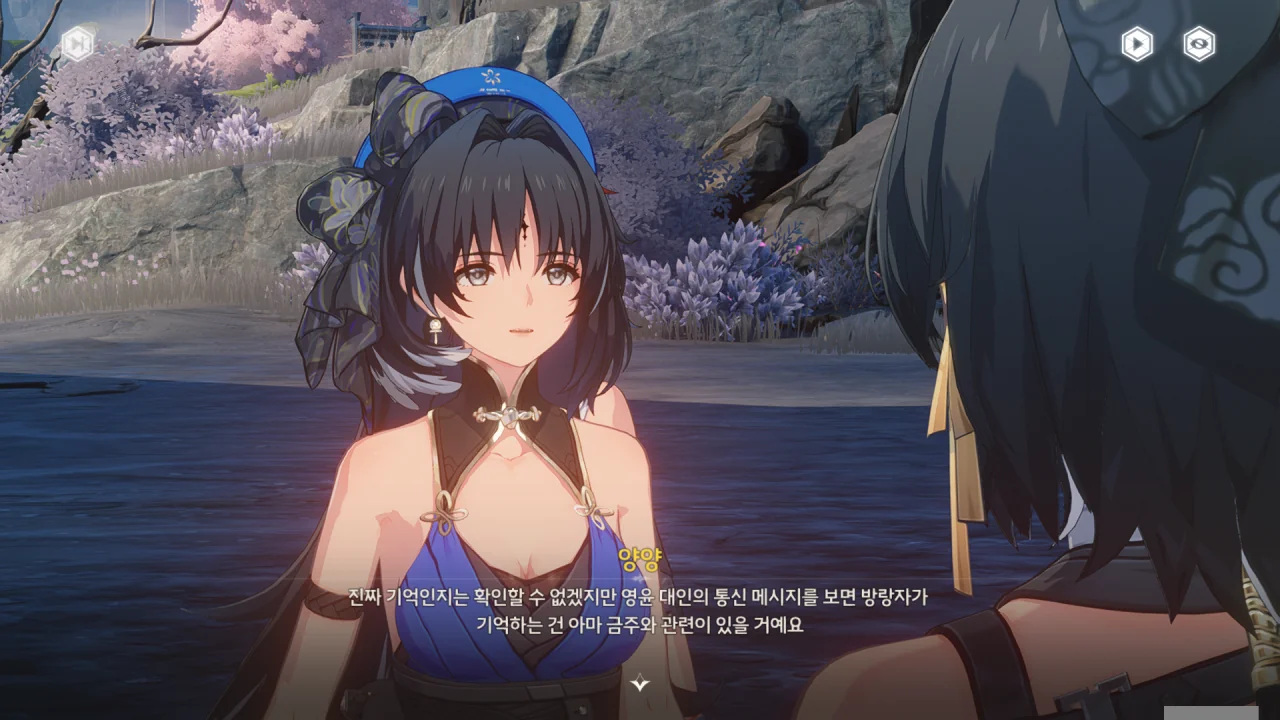 양양
진짜 기억인지는 확인할 수 없겠지만 영윤 대인의 통신 메시지를 보면 방랑자가
기억하는 건 아마 금주와 관련이 있을 거예요